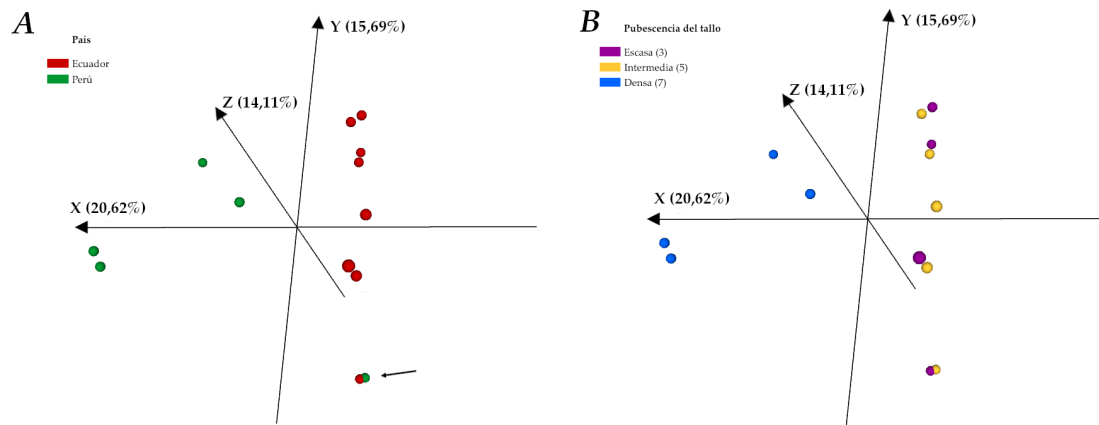 A
País
Ecuador
Perú
Y (15,69%)
Z (14,11%)
X (20,62%)
B
Pubescencia del tallo
Escasa (3)
Intermedia (5)
Densa (7)
Y (15,69%)
Z (14,11%)
X (20,62%)